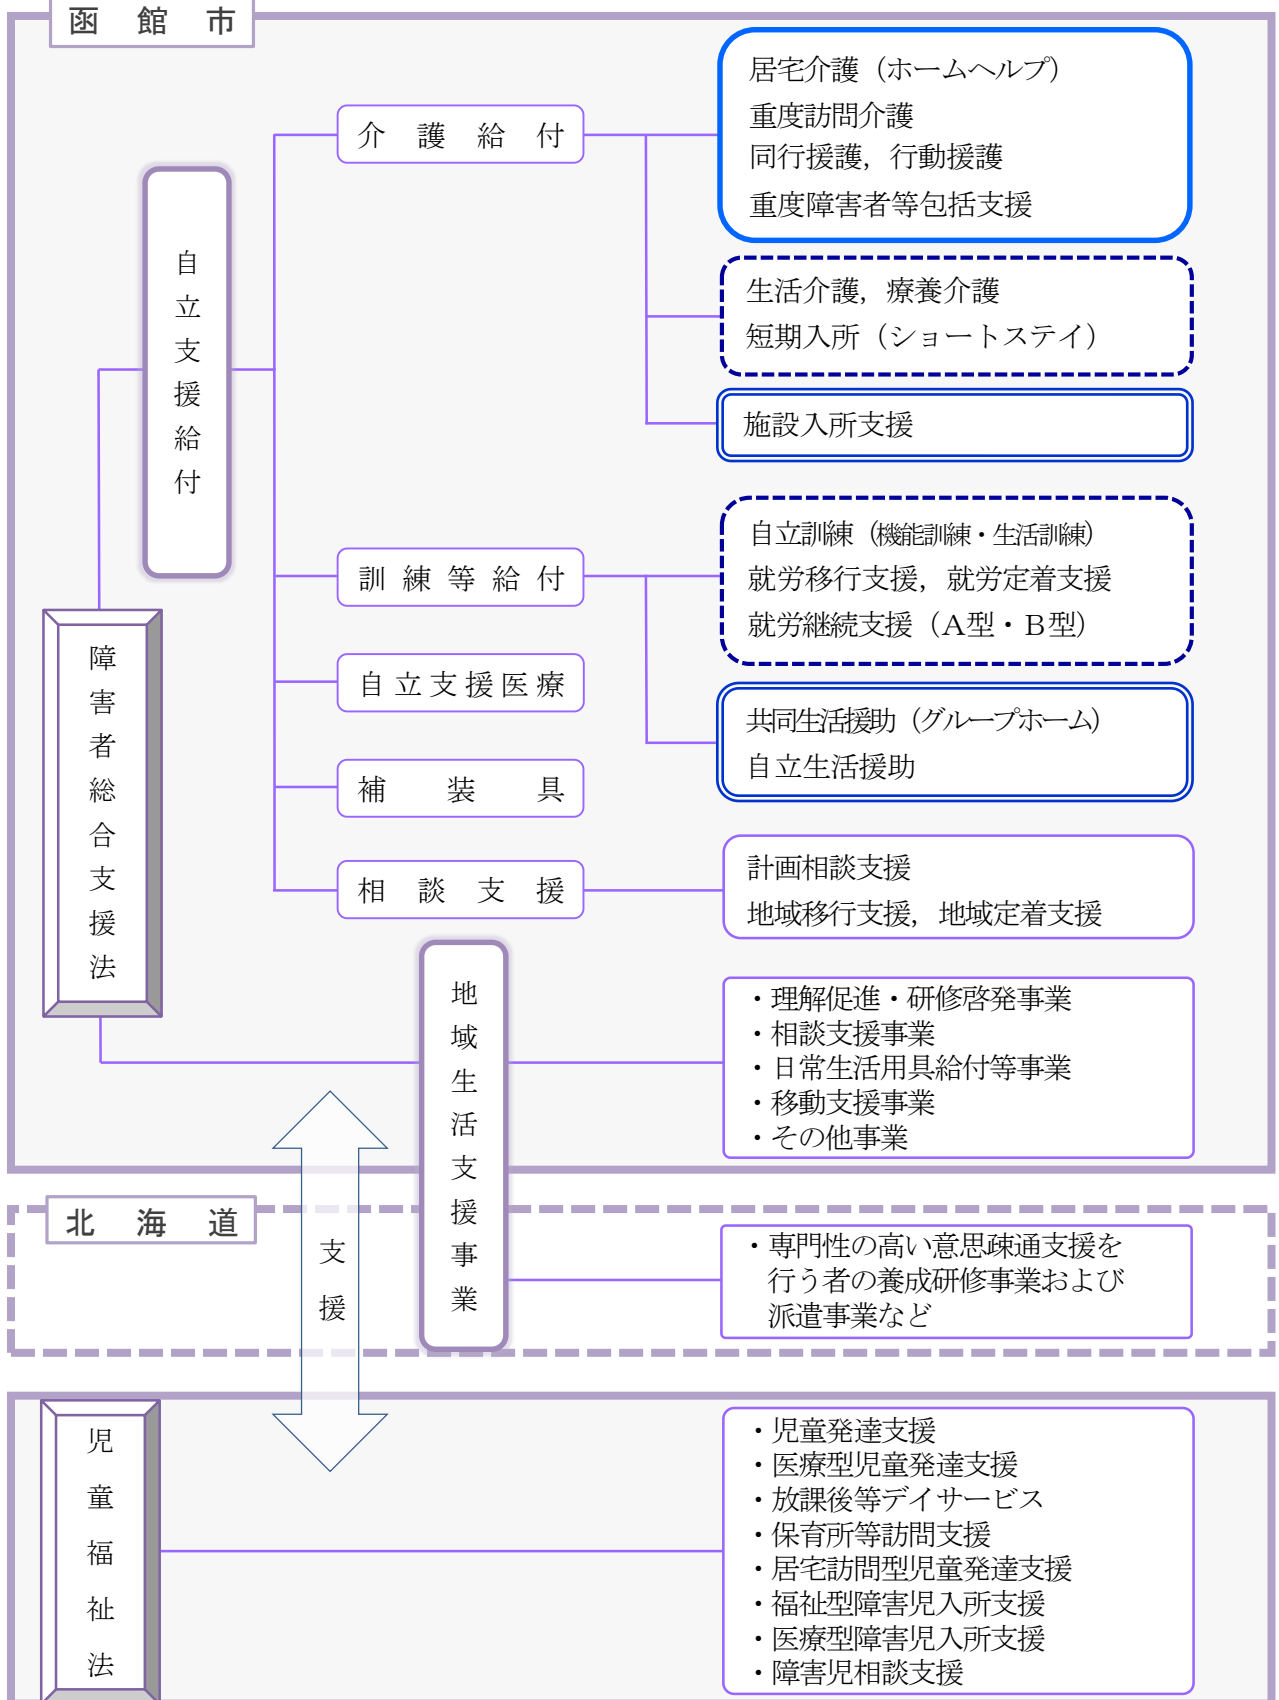 函館市
居宅介護（ホームヘルプ）
重度訪問介護
同行援護，行動援護
重度障害者等包括支援
介護給付
自立支援給付
生活介護，療養介護
短期入所（ショートステイ）
施設入所支援
自立訓練（機能訓練・生活訓練）
就労移行支援，就労定着支援
就労継続支援（Ａ型・Ｂ型）
訓練等給付
障害者総合支援法
自立支援医療
共同生活援助（グループホーム）
自立生活援助
補装具
相談支援
計画相談支援
地域移行支援，地域定着支援
地域生活支援事業
・理解促進・研修啓発事業
・相談支援事業
・日常生活用具給付等事業
・移動支援事業
・その他事業
北海道
支援
・専門性の高い意思疎通支援を
行う者の養成研修事業および
派遣事業など
児童福祉法
・児童発達支援
・医療型児童発達支援
・放課後等デイサービス
・保育所等訪問支援
・居宅訪問型児童発達支援
・福祉型障害児入所支援
・医療型障害児入所支援
・障害児相談支援